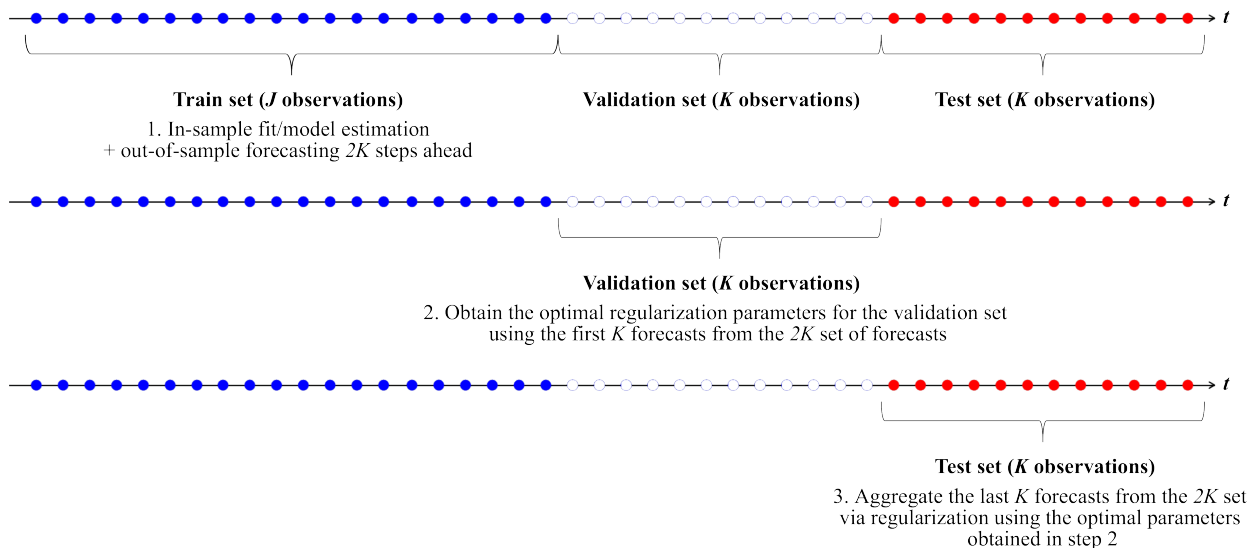 t
Train set (J observations)
Validation set (K observations)
Test set (K observations)
1. In-sample fit/model estimation
+ out-of-sample forecasting 2K steps ahead
t
Validation set (K observations)
2. Obtain the optimal regularization parameters for the validation set
using the first K forecasts from the 2K set of forecasts
t
Test set (K observations)
3. Aggregate the last K forecasts from the 2K set
via regularization using the optimal parameters
obtained in step 2